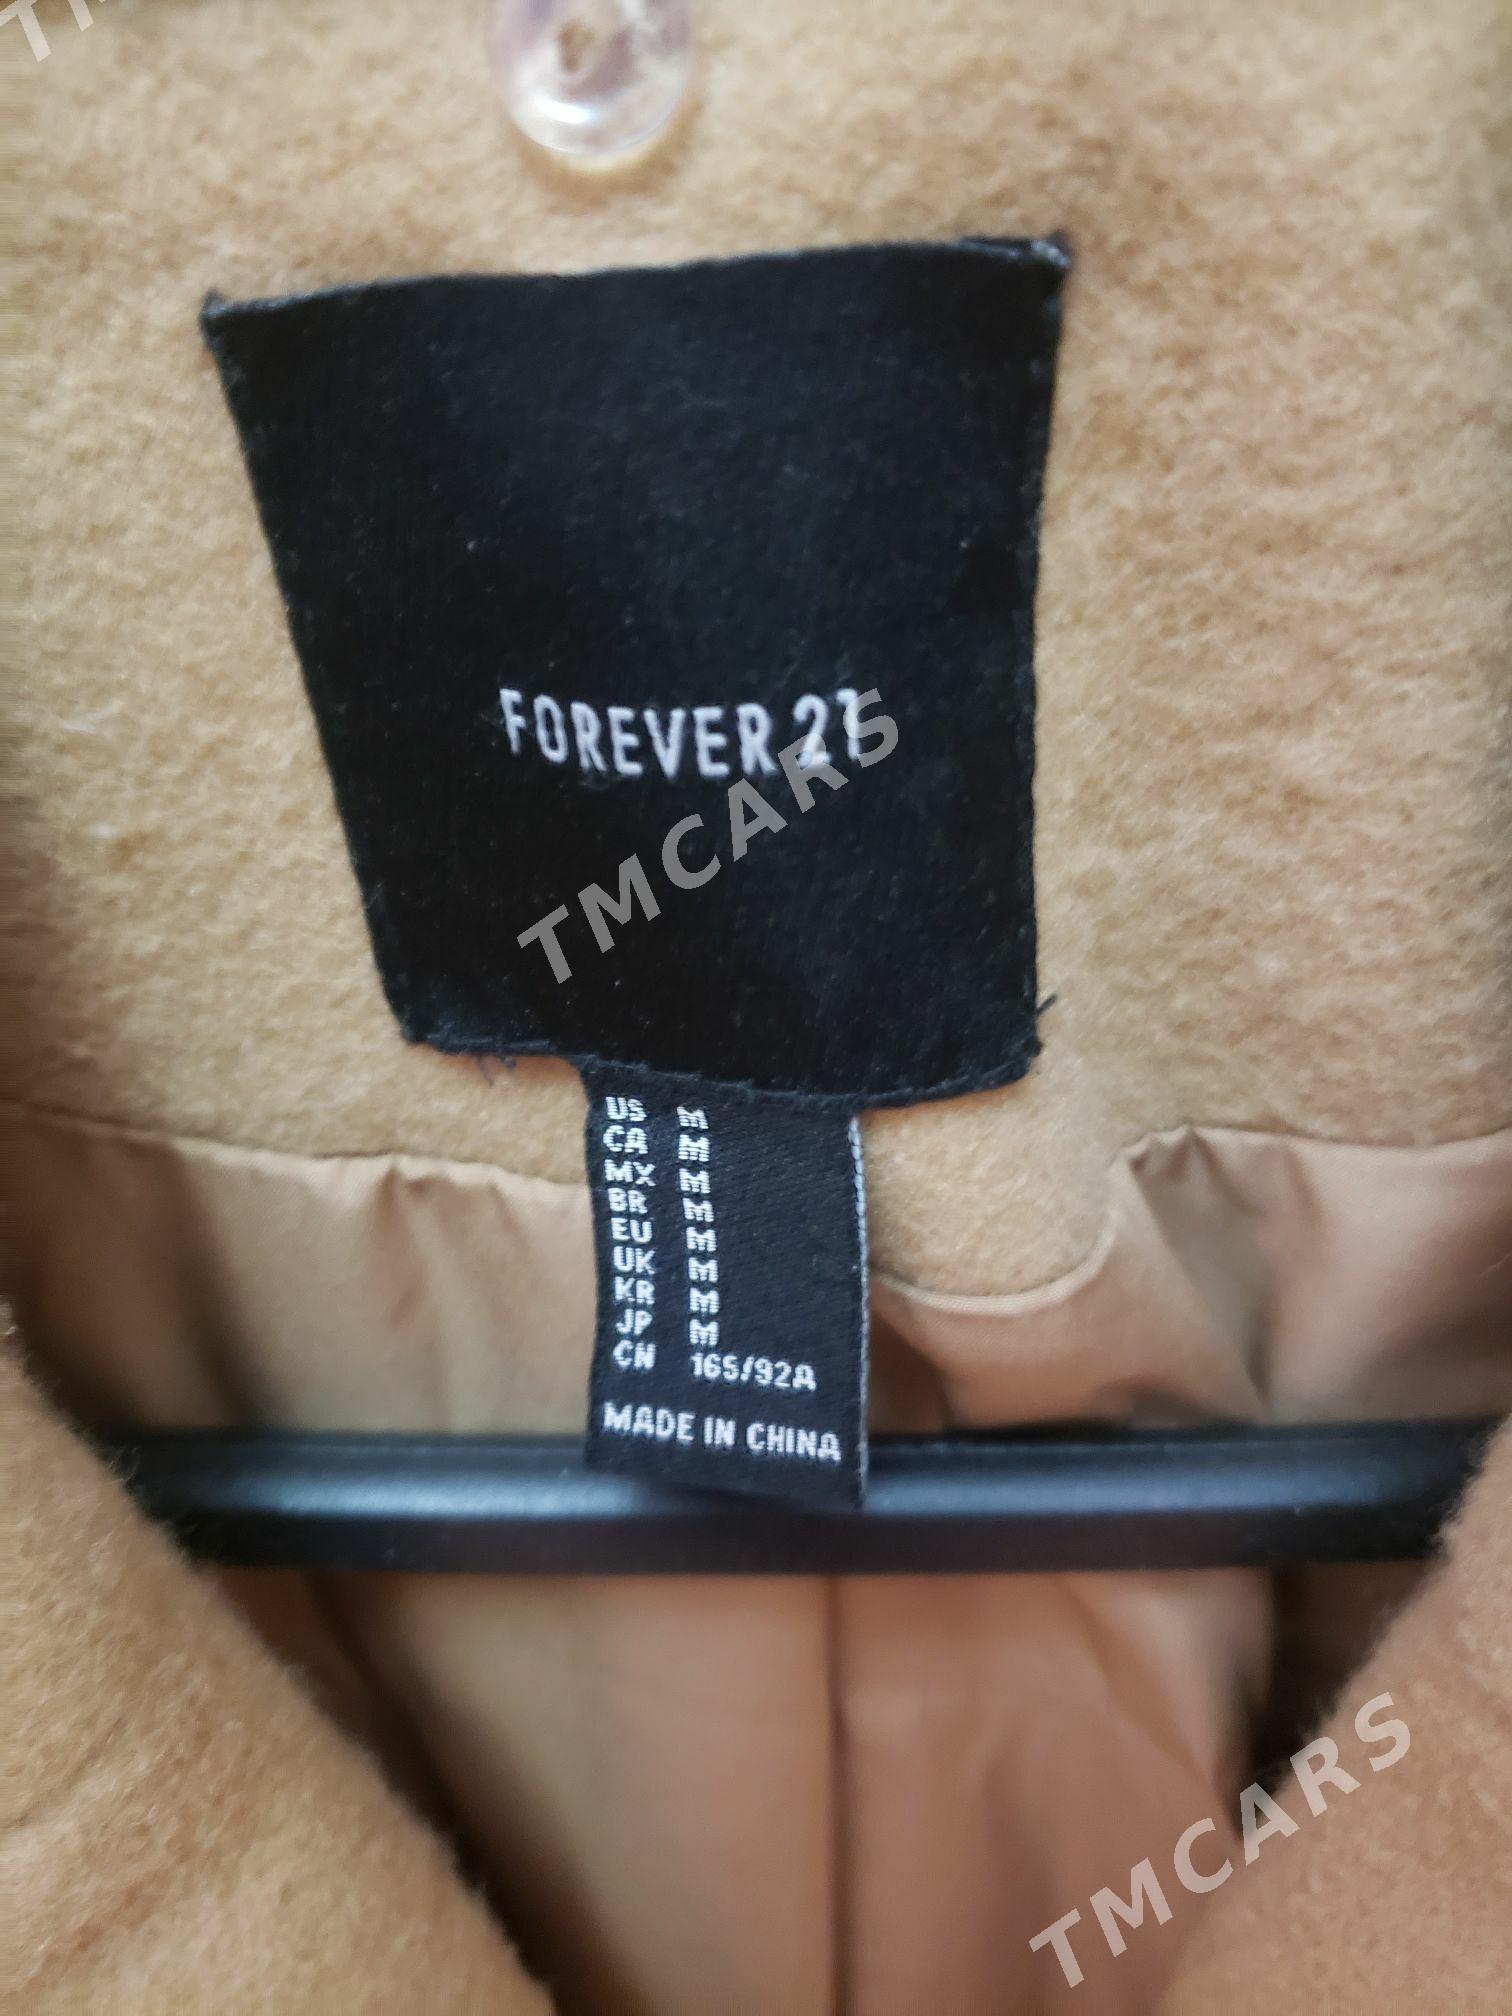 FOREVER 21
TMCARS
US M
CA M
MX M
BR M
EU M
UK M
KR M
JP M
CN 165/92A
MADE IN CHINA
TMCARS